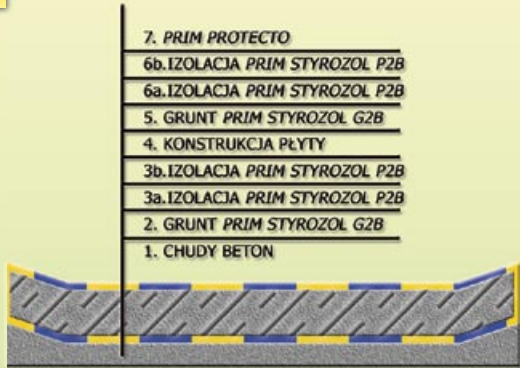 7. PRIM PROTECTO
6b.IZOLACJA PRIM STYROZOL P2B
6a.IZOLACJA PRIM STYROZOL P2B
5. GRUNT PRIM STYROZOL G2B
4. KONSTRUKCJA PŁYTY
3b.IZOLACJA PRIM STYROZOL P2B
3a.IZOLACJA PRIM STYROZOL P2B
2. GRUNT PRIM STYROZOL G2B
1. CHUDY BETON